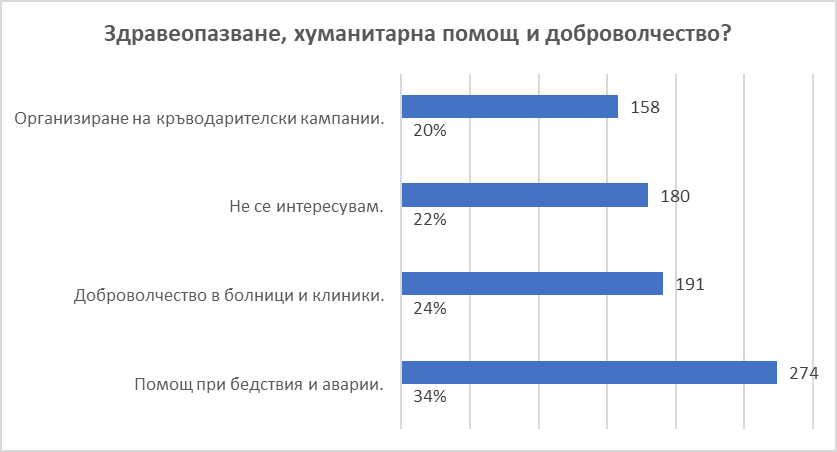 Здравеопазване, хуманитарна помощ и доброволчество?
Организиране на кръводарителски кампании.
158
20%
Не се интересувам.
180
22%
Доброволчество в болници и клиники.
191
24%
Помощ при бедствия и аварии.
274
34%